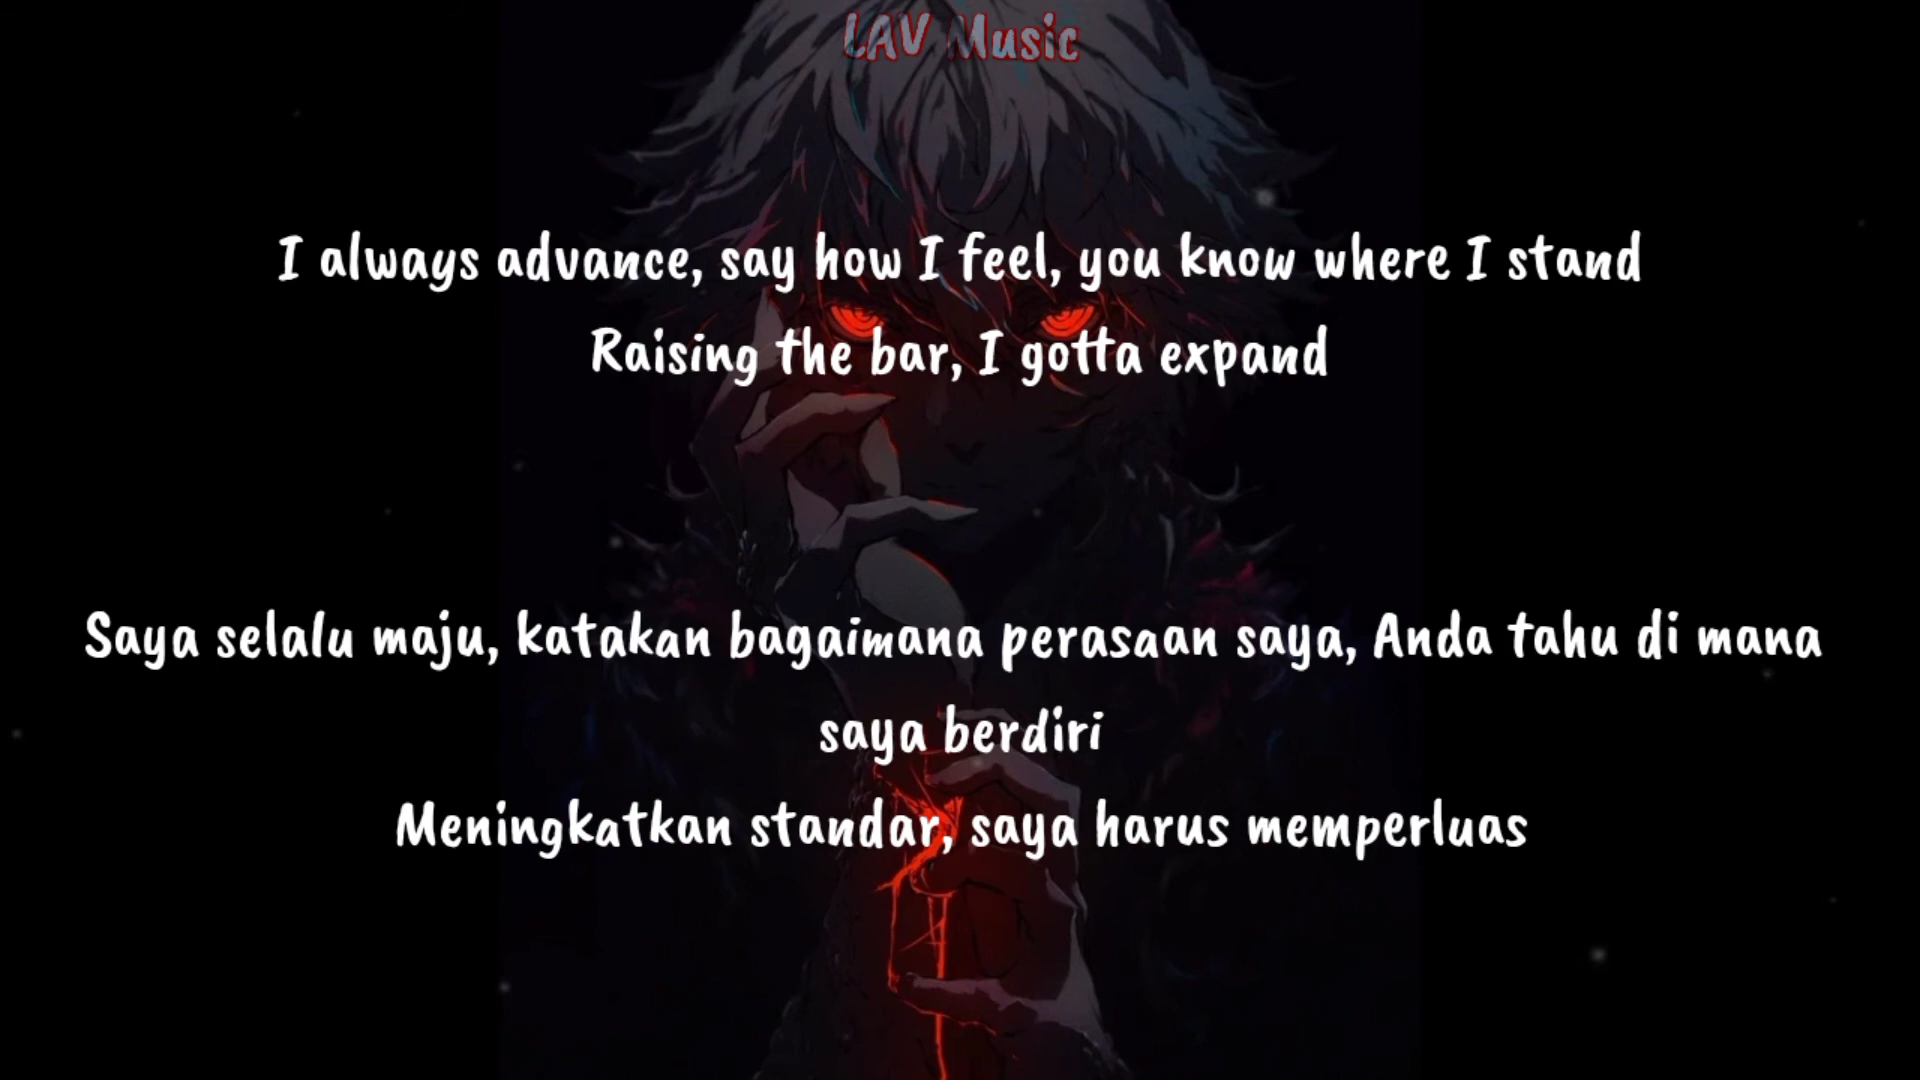 LAV Music
I always advance, say how I feel, you know where I stand
Raising the bar, I gotta expand
Saya selalu maju, katakan bagaimana perasaan saya, Anda tahu di mana
saya berdiri
Meningkatkan standar, saya harus memperluas